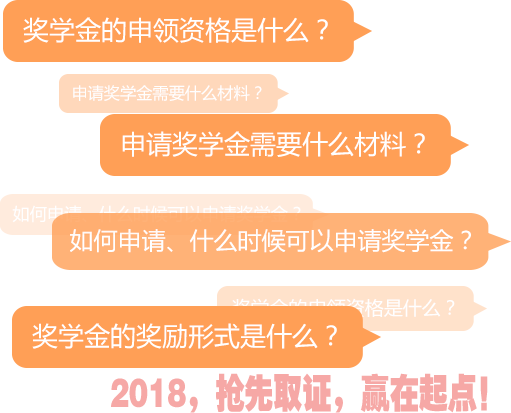 奖学金的申领资格是什么？
申请奖学金需要什么材料？
申请奖学金需要什么材料？
如何申请、什么时候可以申请奖学金？
如何申请、什么时候可以申请奖学金？
奖学金的申领资格是什么？
奖学金的奖励形式是什么？
2018，抢先取证，赢在起点！